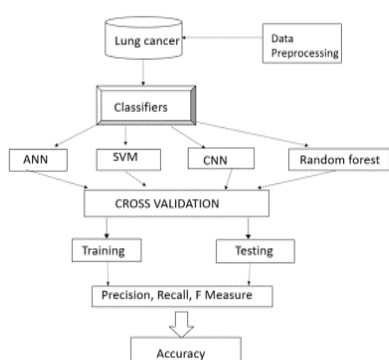 Lung cancer
Data
Preprocessing
Classifiers
ANN
SVM
CNN
Random forest
CROSS VALIDATION
Training
Testing
Precision, Recall, F Measure
Accuracy